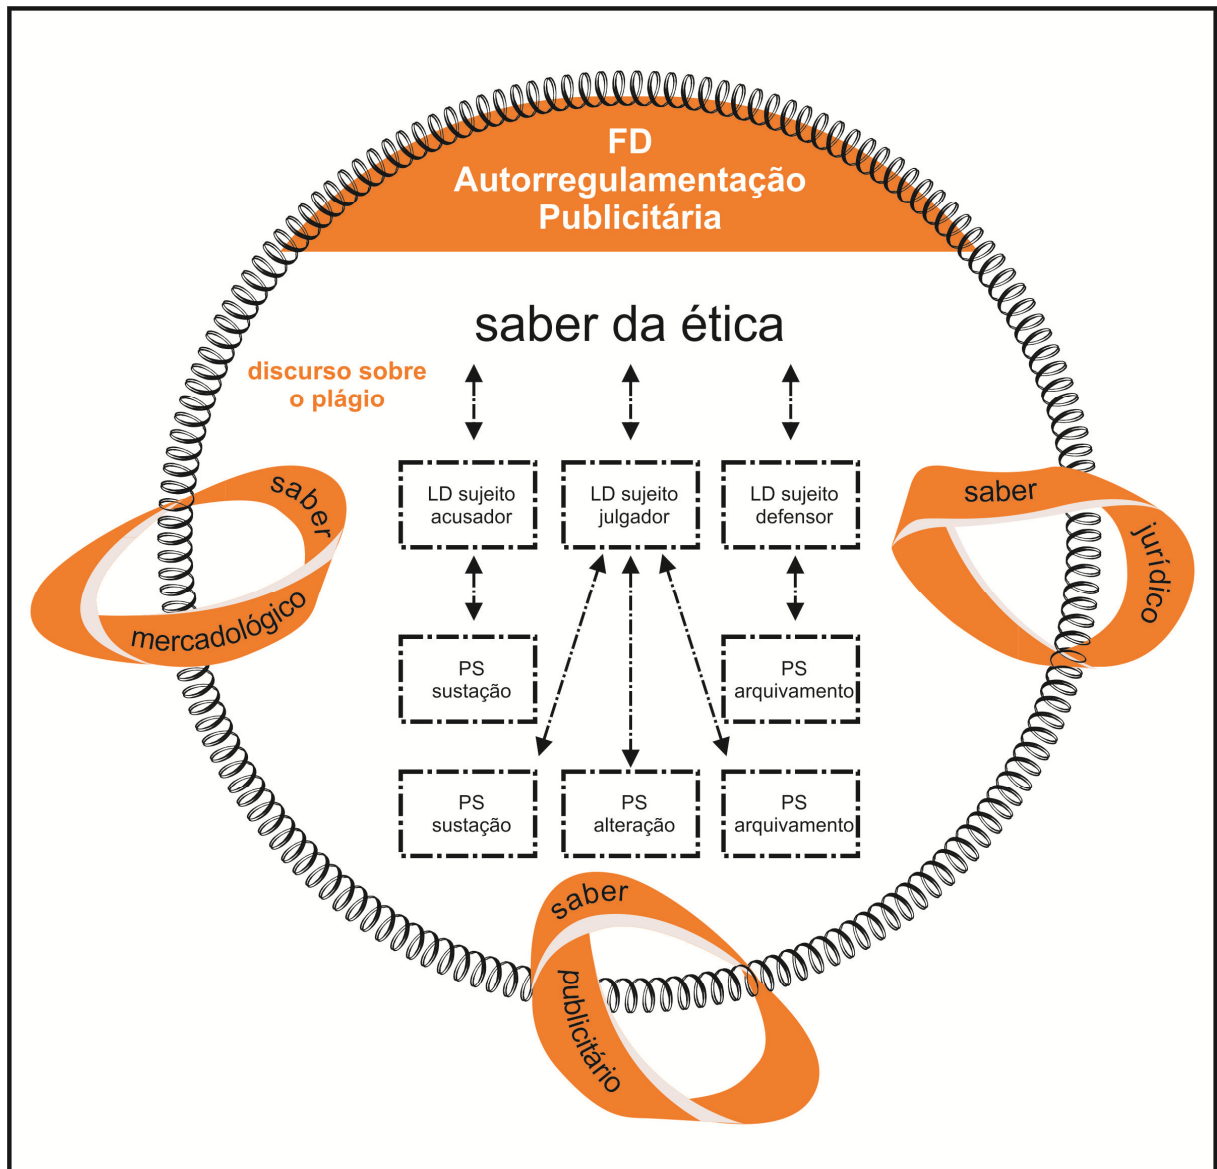 FD
Autorregulamentação
Publicitária
saber da ética
discurso sobre
o plágio
LD sujeito
acusador
LD sujeito
julgador
LD sujeito
defensor
saber
mercadológico
saber
jurídico
PS
sustação
PS
arquivamento
PS
sustação
PS
alteração
PS
arquivamento
saber
publicitário